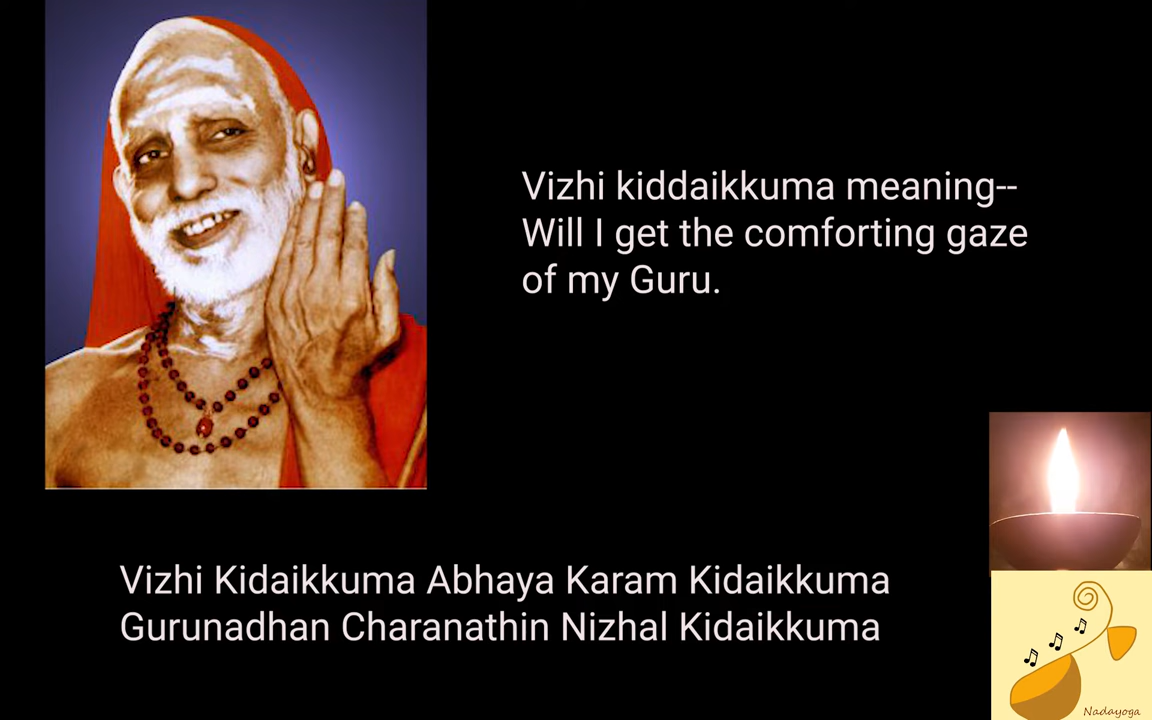 Vizhi kiddaikkuma meaning--
Will I get the comforting gaze
of my Guru.
Vizhi Kidaikkuma Abhaya Karam Kidaikkuma
Gurunadhan Charanathin Nizhal Kidaikkuma
Nadayoga